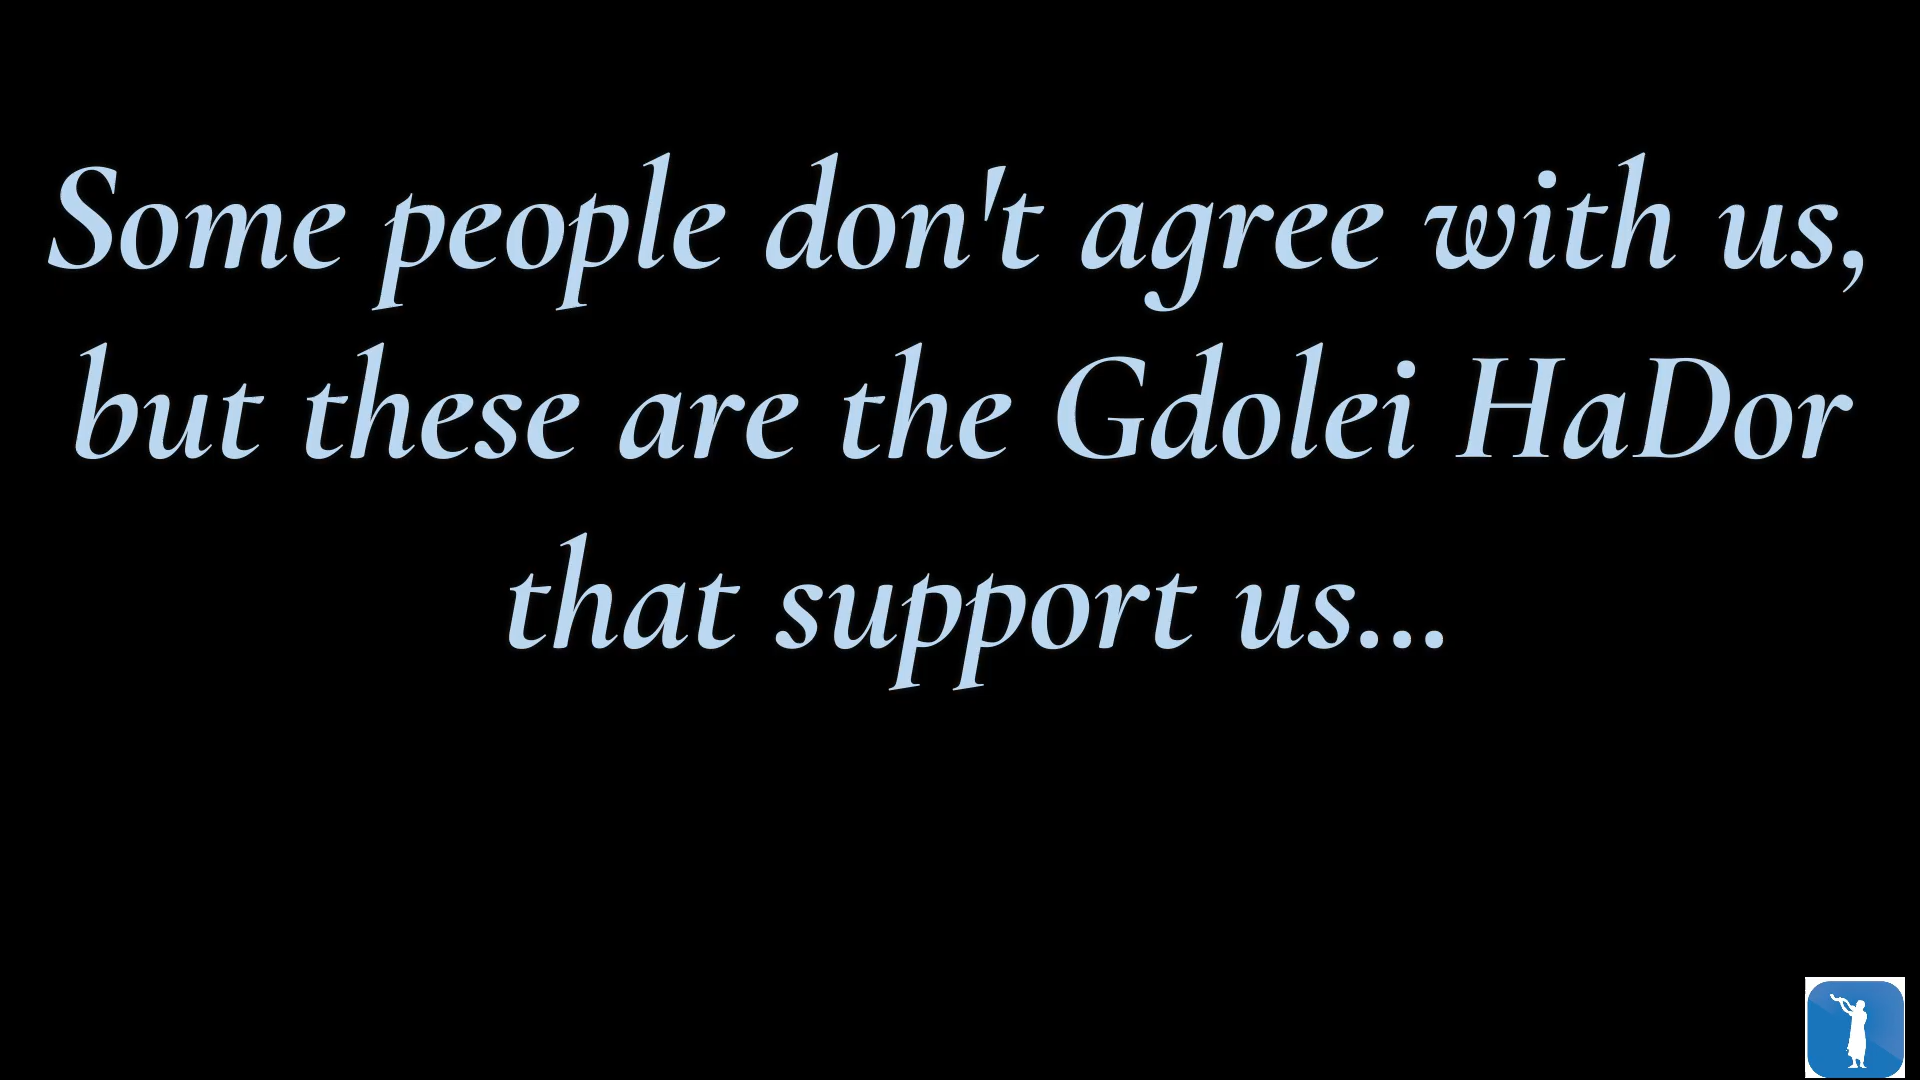 Some people don't agree with us,
but these are the Gdolei HaDor
that support us...